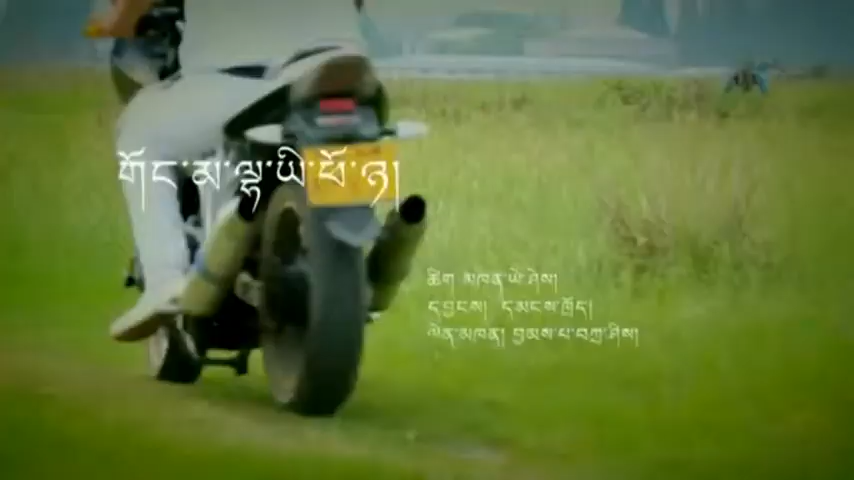 གོང་མ་ལྷ་ཡི་ཕོ་ཉ།
ཚིག མཁན་ཡེ་ཤེས།
དབྱངས། དམངས་ཁྲོད།
ལེན་མཁན། བྱམས་པ་བཀྲ་ཤིས།